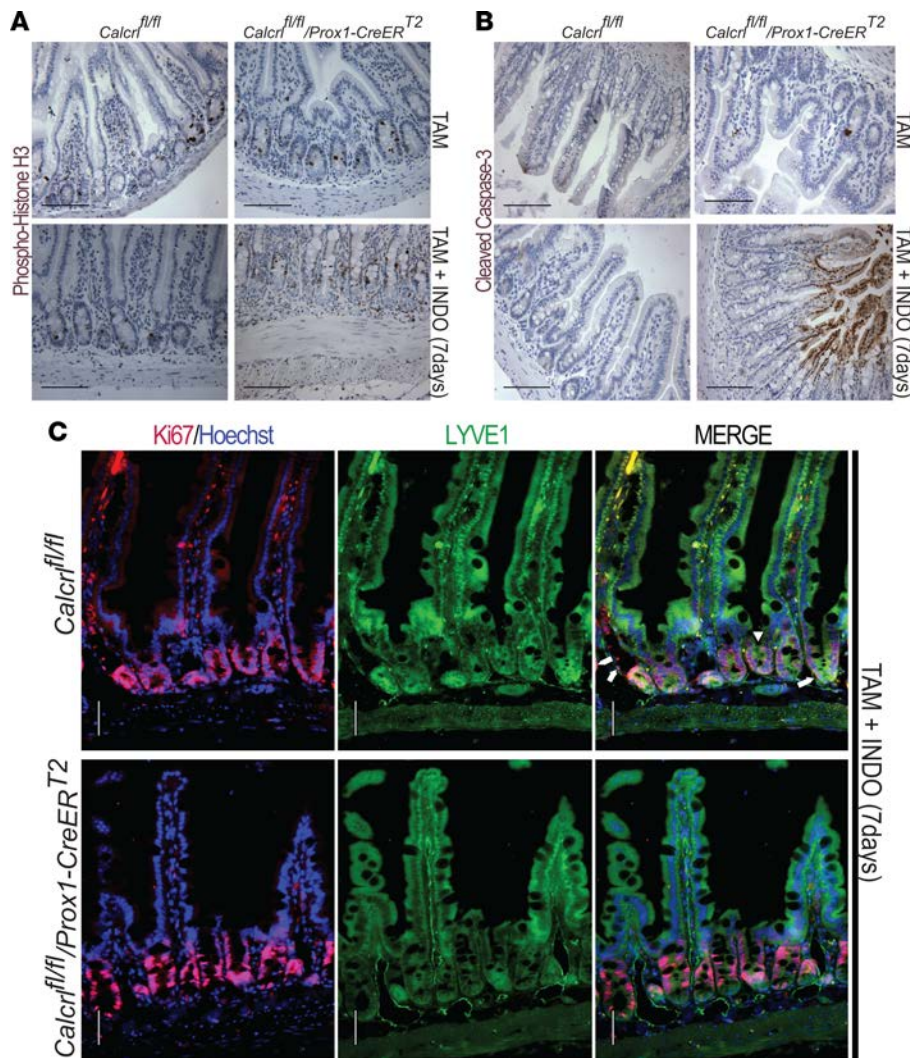 A
Calcrl^fl/fl
Calcrl^fl/fl/Prox1-CreER^T2
Phospho-Histone H3
TAM
TAM + INDO (7days)
B
Calcrl^fl/fl
Calcrl^fl/fl/Prox1-CreER^T2
Cleaved Caspase-3
TAM
TAM + INDO (7days)
C
Ki67/Hoechst
LYVE1
MERGE
Calcrl^fl/fl
Calcrl^fl/fl/Prox1-CreER^T2
TAM + INDO (7days)